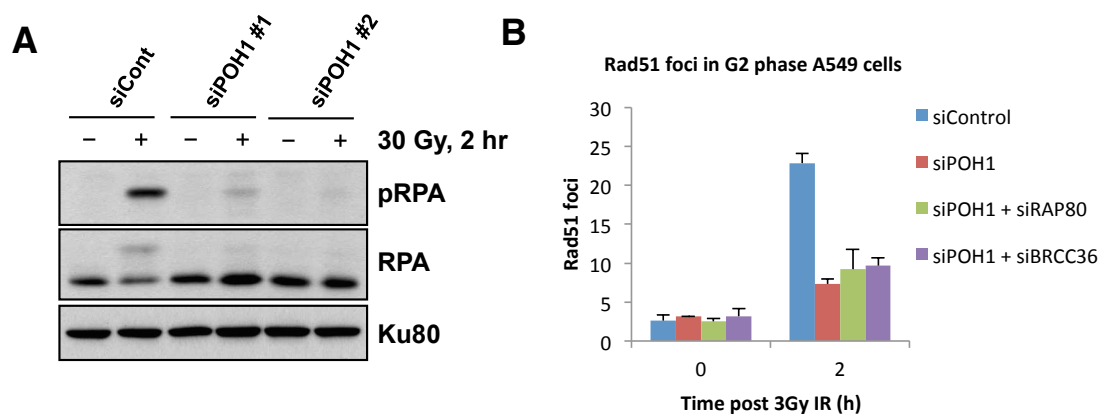 A
siCont
siPOH1 #1
siPOH1 #2
– + – + – + 30 Gy, 2 hr
pRPA
RPA
Ku80
B
Rad51 foci in G2 phase A549 cells
Rad51 foci
30
25
20
15
10
5
0
0 2
Time post 3Gy IR (h)
siControl
siPOH1
siPOH1 + siRAP80
siPOH1 + siBRCC36